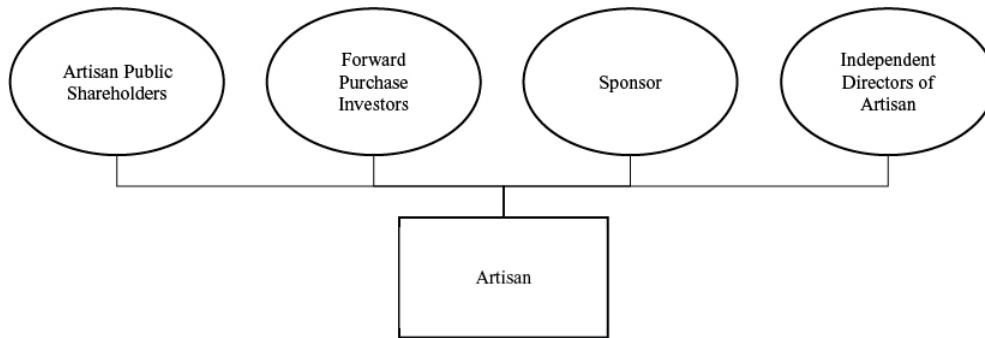 Artisan Public
Shareholders
Forward
Purchase
Investors
Sponsor
Independent
Directors of
Artisan
Artisan